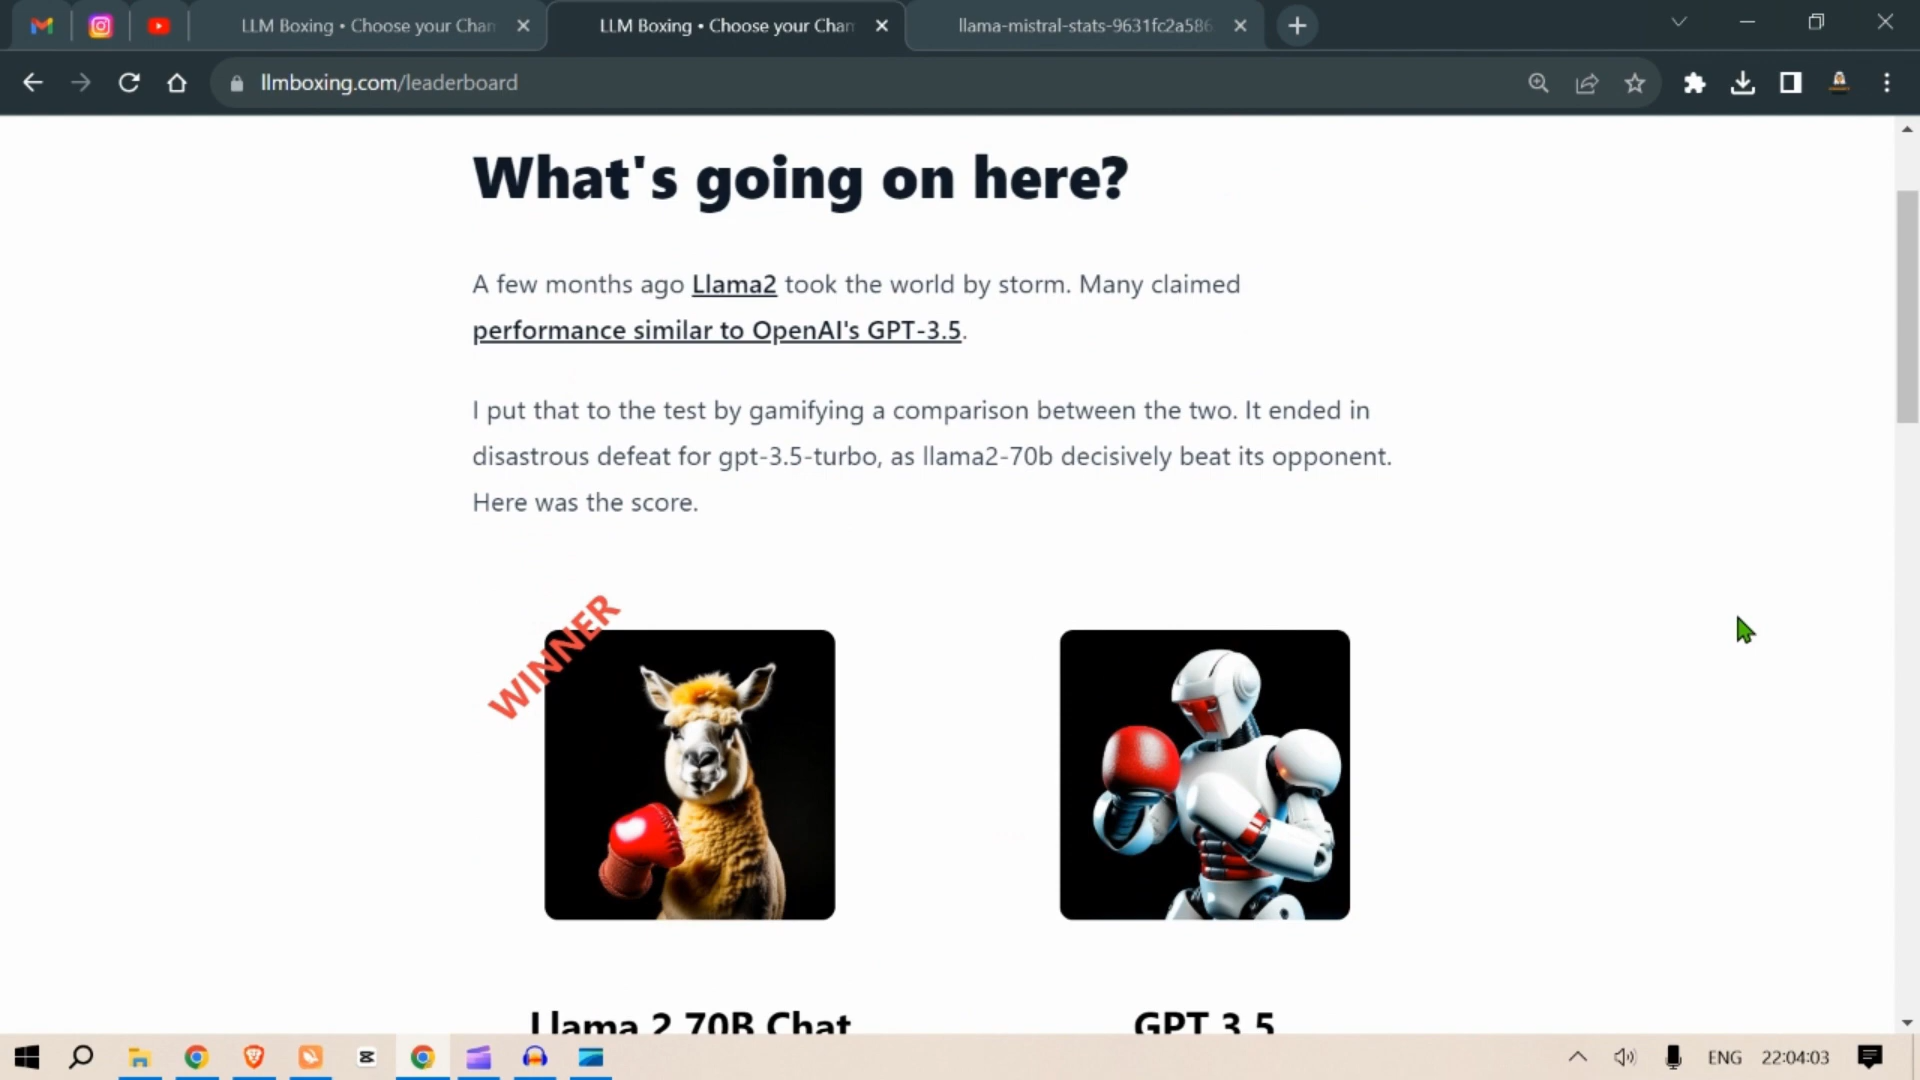 LLM Boxing • Choose your Chan
LLM Boxing • Choose your Chan
llama-mistral-stats-9631fc2a586
llmboxing.com/leaderboard
What's going on here?
A few months ago Llama2 took the world by storm. Many claimed
performance similar to OpenAI's GPT-3.5.
I put that to the test by gamifying a comparison between the two. It ended in
disastrous defeat for gpt-3.5-turbo, as llama2-70b decisively beat its opponent.
Here was the score.
WINNER
Llama 2 70B Chat
GPT 3.5
ENG
22:04:03